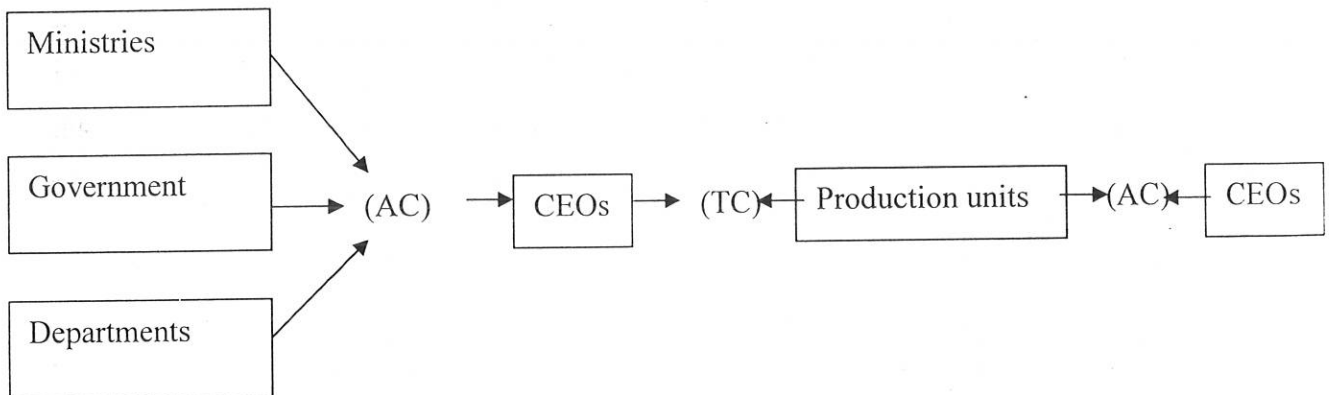 Ministries
Government
(AC)
CEOs
(TC)
Production units
(AC)
CEOs
Departments